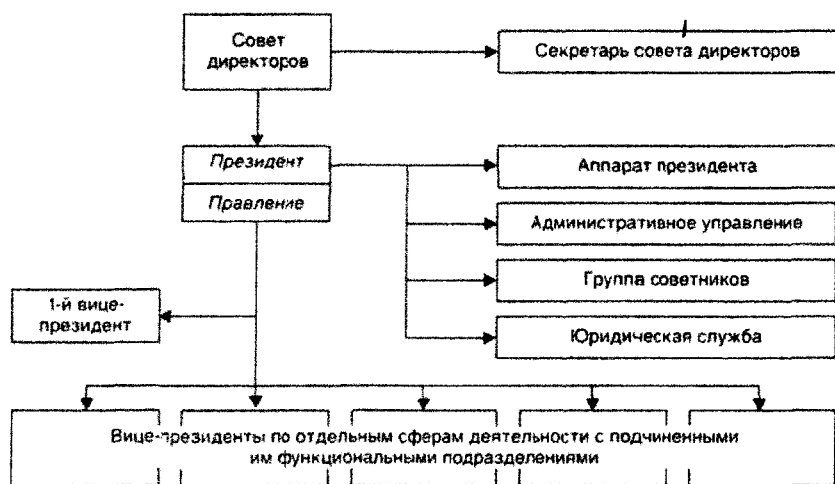 Совет
директоров
Секретарь совета директоров
Президент
Правление
Аппарат президента
Административное управление
Группа советников
1-й вице-
президент
Юридическая служба
Вице-президенты по отдельным сферам деятельности с подчиненными
им функциональными подразделениями